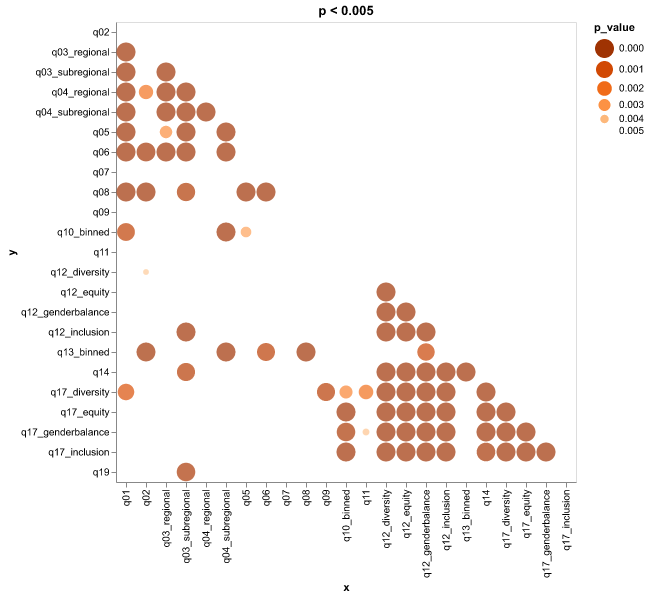 p < 0.005
p_value
0.000
0.001
0.002
0.003
0.004
0.005
y
q02
q03_regional
q03_subregional
q04_regional
q04_subregional
q05
q06
q07
q08
q09
q10_binned
q11
q12_diversity
q12_equity
q12_genderbalance
q12_inclusion
q13_binned
q14
q17_diversity
q17_equity
q17_genderbalance
q17_inclusion
q19
q01
q02
q03_regional
q03_subregional
q04_regional
q04_subregional
q05
q06
q07
q08
q09
q10_binned
q11
q12_diversity
q12_equity
q12_genderbalance
q12_inclusion
q13_binned
q14
q17_diversity
q17_equity
q17_genderbalance
q17_inclusion
x